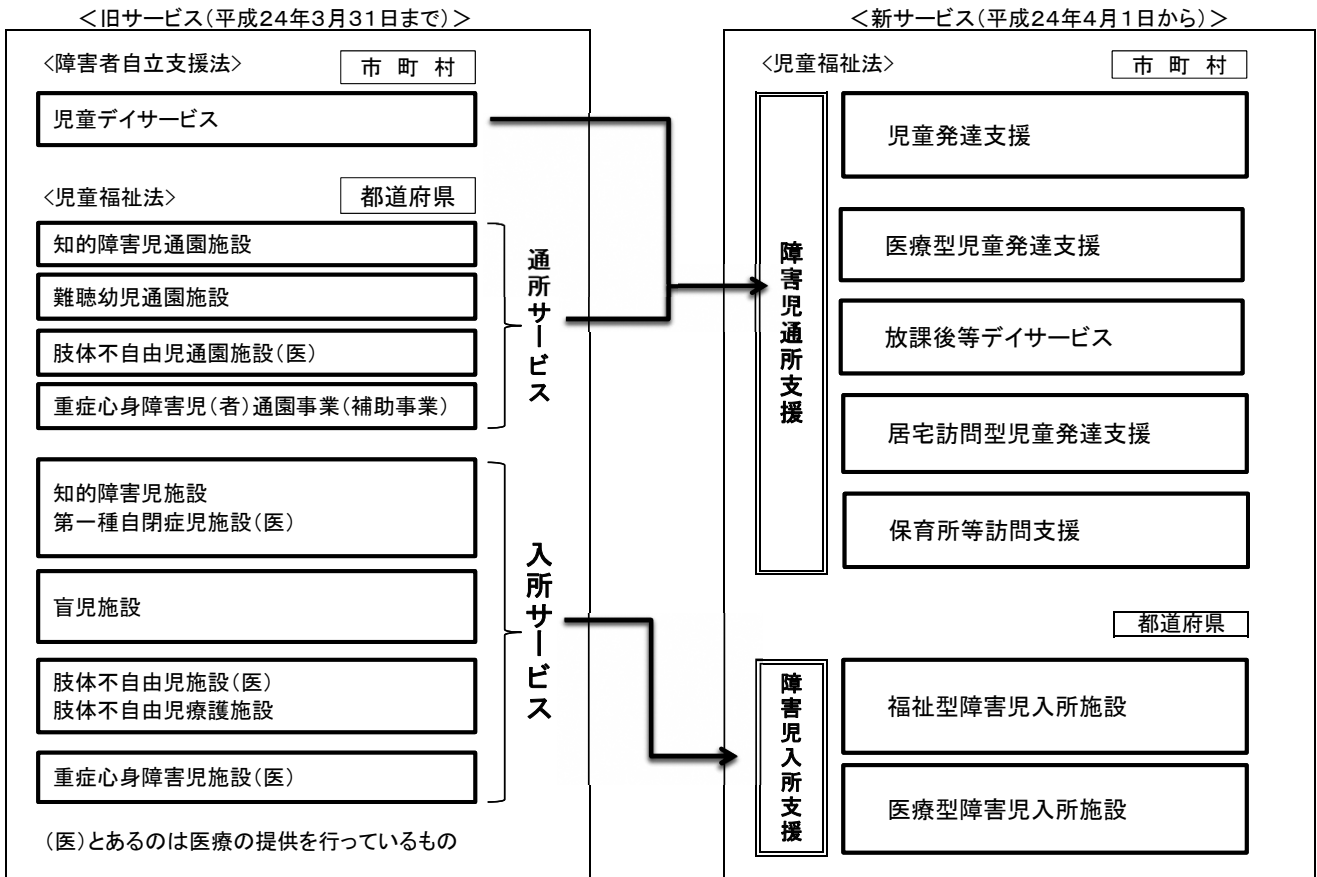 ＜旧サービス（平成２４年３月３１日まで）＞
〈障害者自立支援法〉
市 町 村
児童デイサービス
〈児童福祉法〉
都道府県
知的障害児通園施設
難聴幼児通園施設
肢体不自由児通園施設（医）
重症心身障害児（者）通園事業（補助事業）
通所サービス
知的障害児施設
第一種自閉症児施設（医）
盲児施設
肢体不自由児施設（医）
肢体不自由児療護施設
重症心身障害児施設（医）
入所サービス
（医）とあるのは医療の提供を行っているもの
＜新サービス（平成２４年４月１日から）＞
〈児童福祉法〉
市 町 村
障害児通所支援
児童発達支援
医療型児童発達支援
放課後等デイサービス
居宅訪問型児童発達支援
保育所等訪問支援
都道府県
障害児入所支援
福祉型障害児入所施設
医療型障害児入所施設